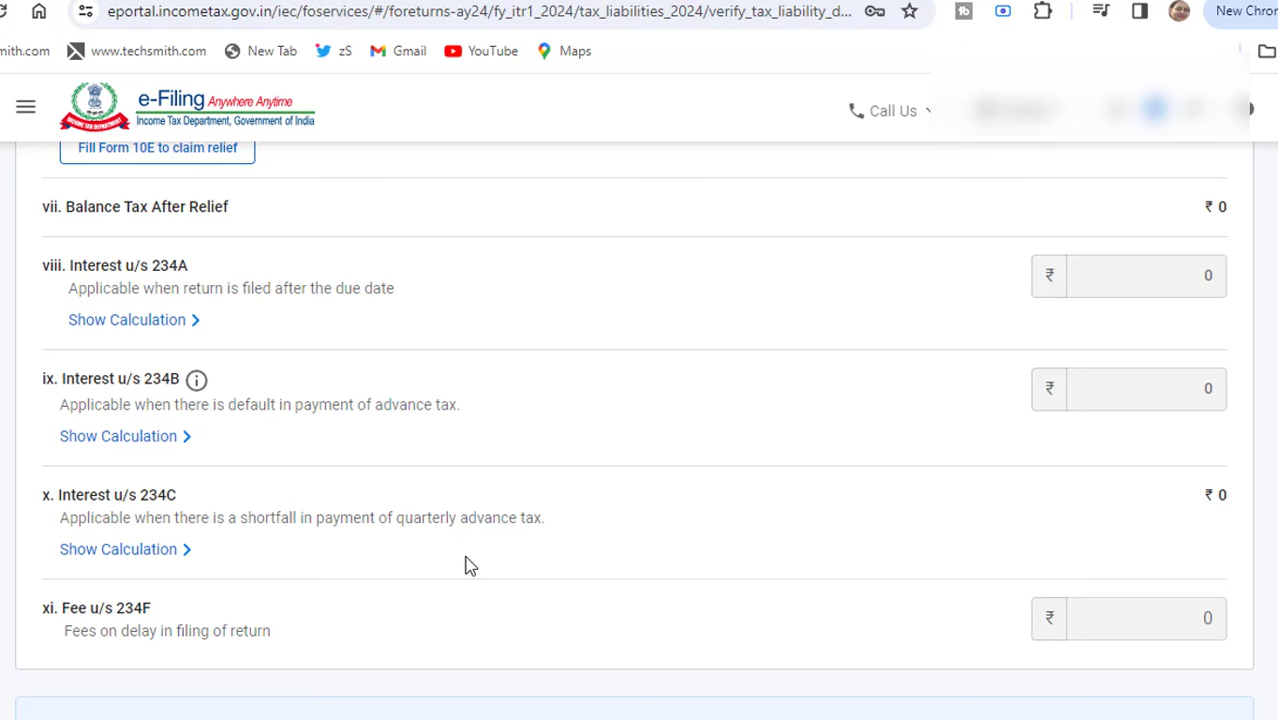 eportal.incometax.gov.in/iec/foservices/#/foreturns-ay24/fy_itr1_2024/tax_liabilities_2024/verify_tax_liability_d...
New Chrom
mith.com
www.techsmith.com
New Tab
zS
Gmail
YouTube
Maps
e-Filing Anywhere Anytime
Income Tax Department, Government of India
INCOME TAX DEPARTMENT
Call Us
Fill Form 10E to claim relief
vii. Balance Tax After Relief
₹ 0
viii. Interest u/s 234A
₹ 0
Applicable when return is filed after the due date
Show Calculation
ix. Interest u/s 234B
₹ 0
Applicable when there is default in payment of advance tax.
Show Calculation
x. Interest u/s 234C
₹ 0
Applicable when there is a shortfall in payment of quarterly advance tax.
Show Calculation
xi. Fee u/s 234F
₹ 0
Fees on delay in filing of return